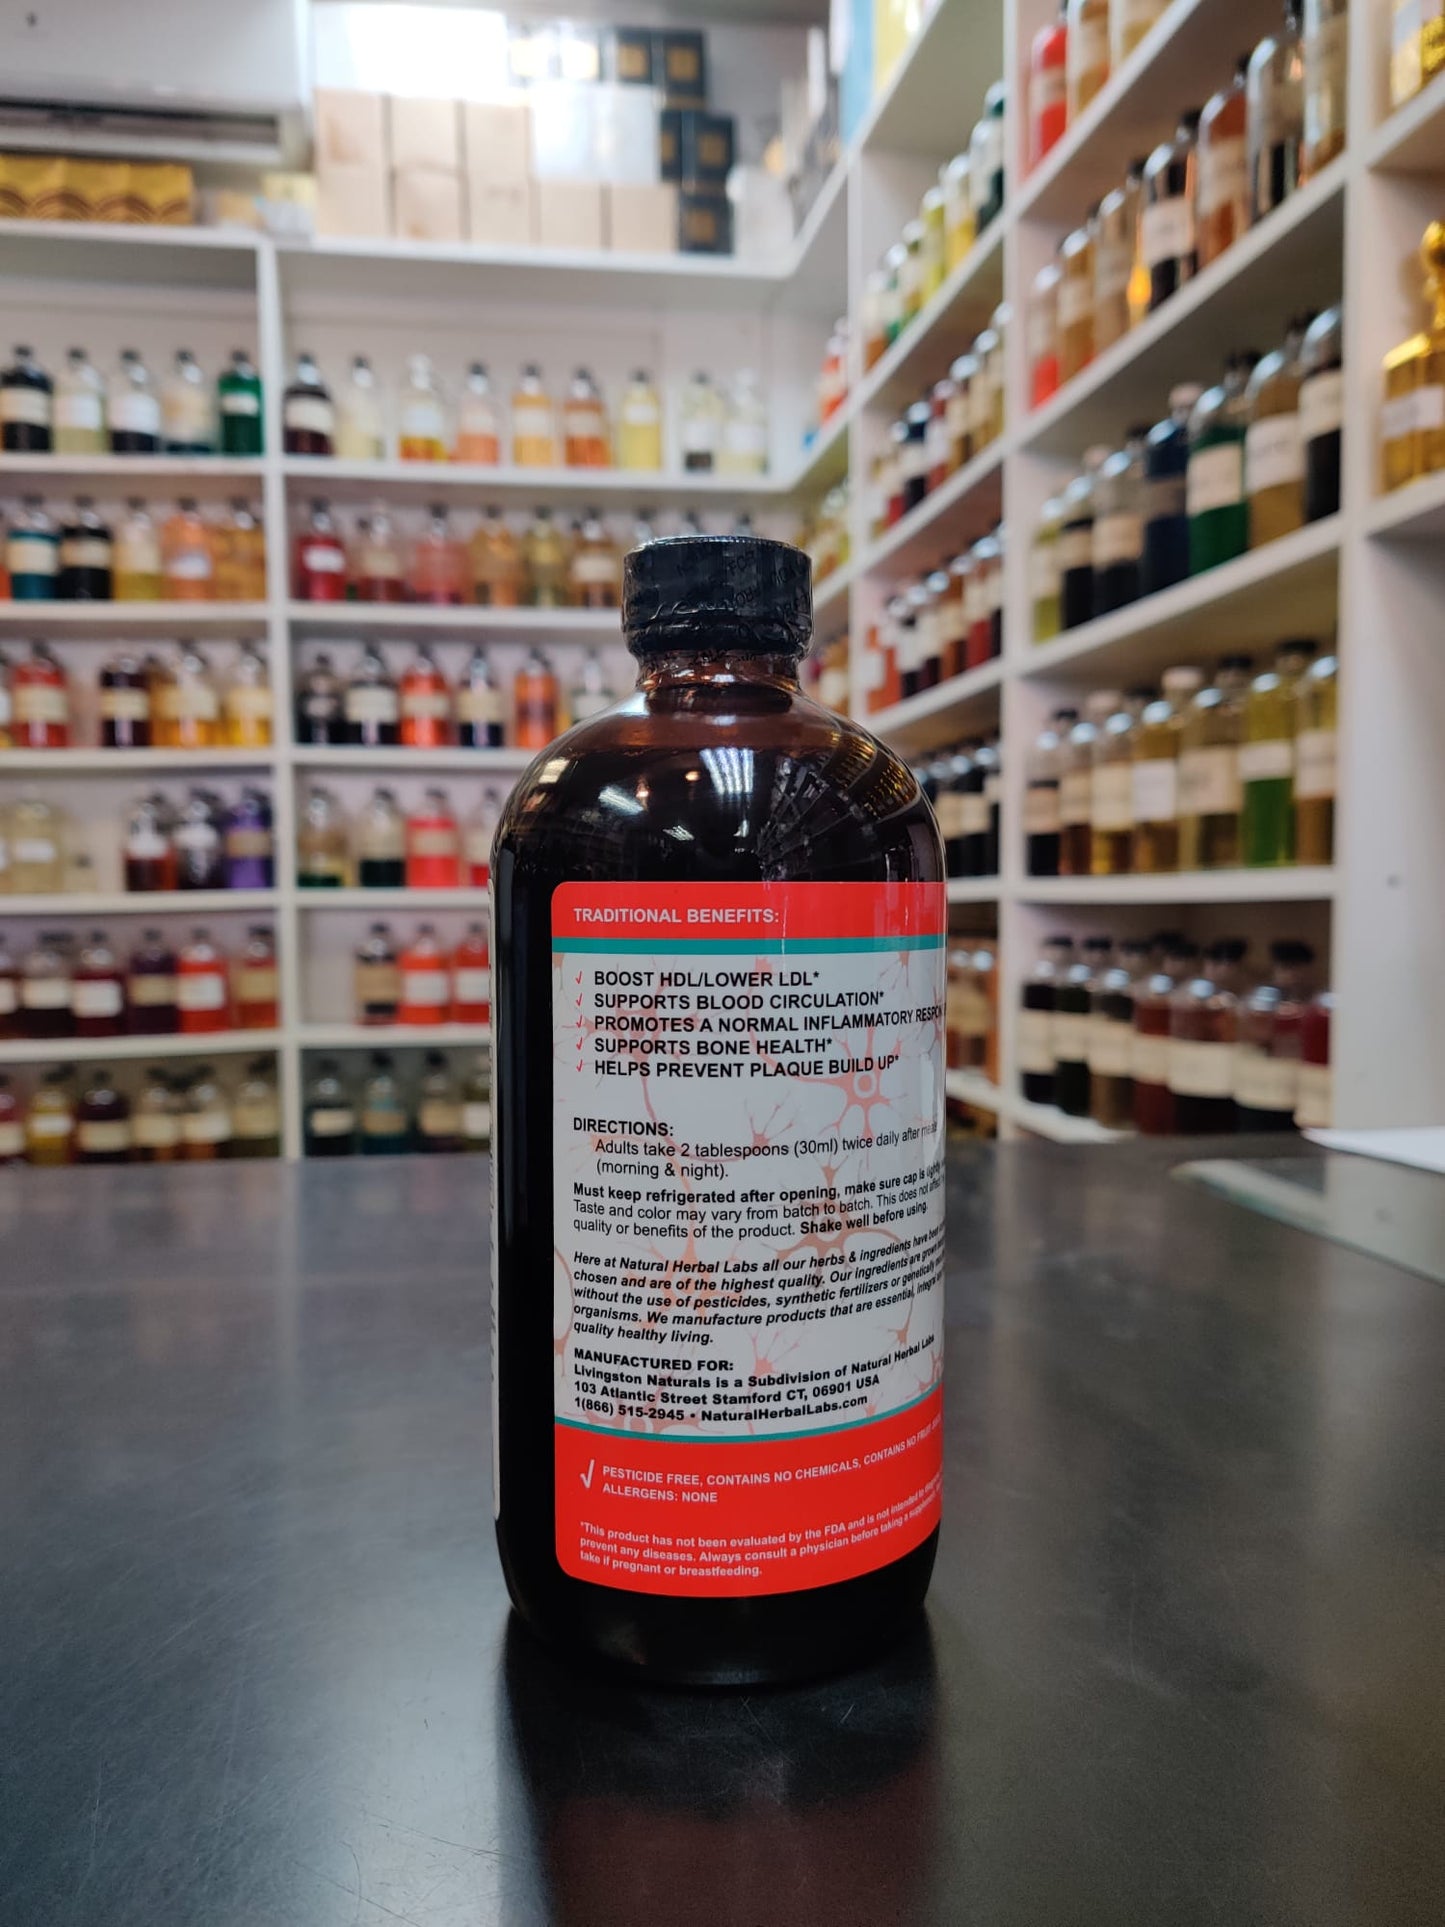 TRADITIONAL BENEFITS:
√ BOOST HDL/LOWER LDL*
√ SUPPORTS BLOOD CIRCULATION*
√ PROMOTES A NORMAL INFLAMMATORY
√ SUPPORTS BONE HEALTH*
√ HELPS PREVENT PLAQUE BUILD UP*
DIRECTIONS:
Adults take 2 tablespoons (30ml) twice daily after
(morning & night).
Must keep refrigerated after opening, make sure cap is
Taste and color may vary from batch to batch. This does not affect
quality or benefits of the product. Shake well before using.
Here at Natural Herbal Labs all our herbs & ingredients have been
chosen and are of the highest quality. Our ingredients are grown
without the use of pesticides, synthetic fertilizers or genetically
organisms. We manufacture products that are essential, integral
quality healthy living.
MANUFACTURED FOR:
Livingston Naturals is a Subdivision of Natural Herbal Labs
103 Atlantic Street Stamford CT, 06901 USA
1(866) 515-2945 • NaturalHerbalLabs.com
√ PESTICIDE FREE, CONTAINS NO CHEMICALS, CONTAINS NO FRUIT
ALLERGENS: NONE
*This product has not been evaluated by the FDA and is not intended to
prevent any diseases. Always consult a physician before taking a supplement.
take if pregnant or breastfeeding.